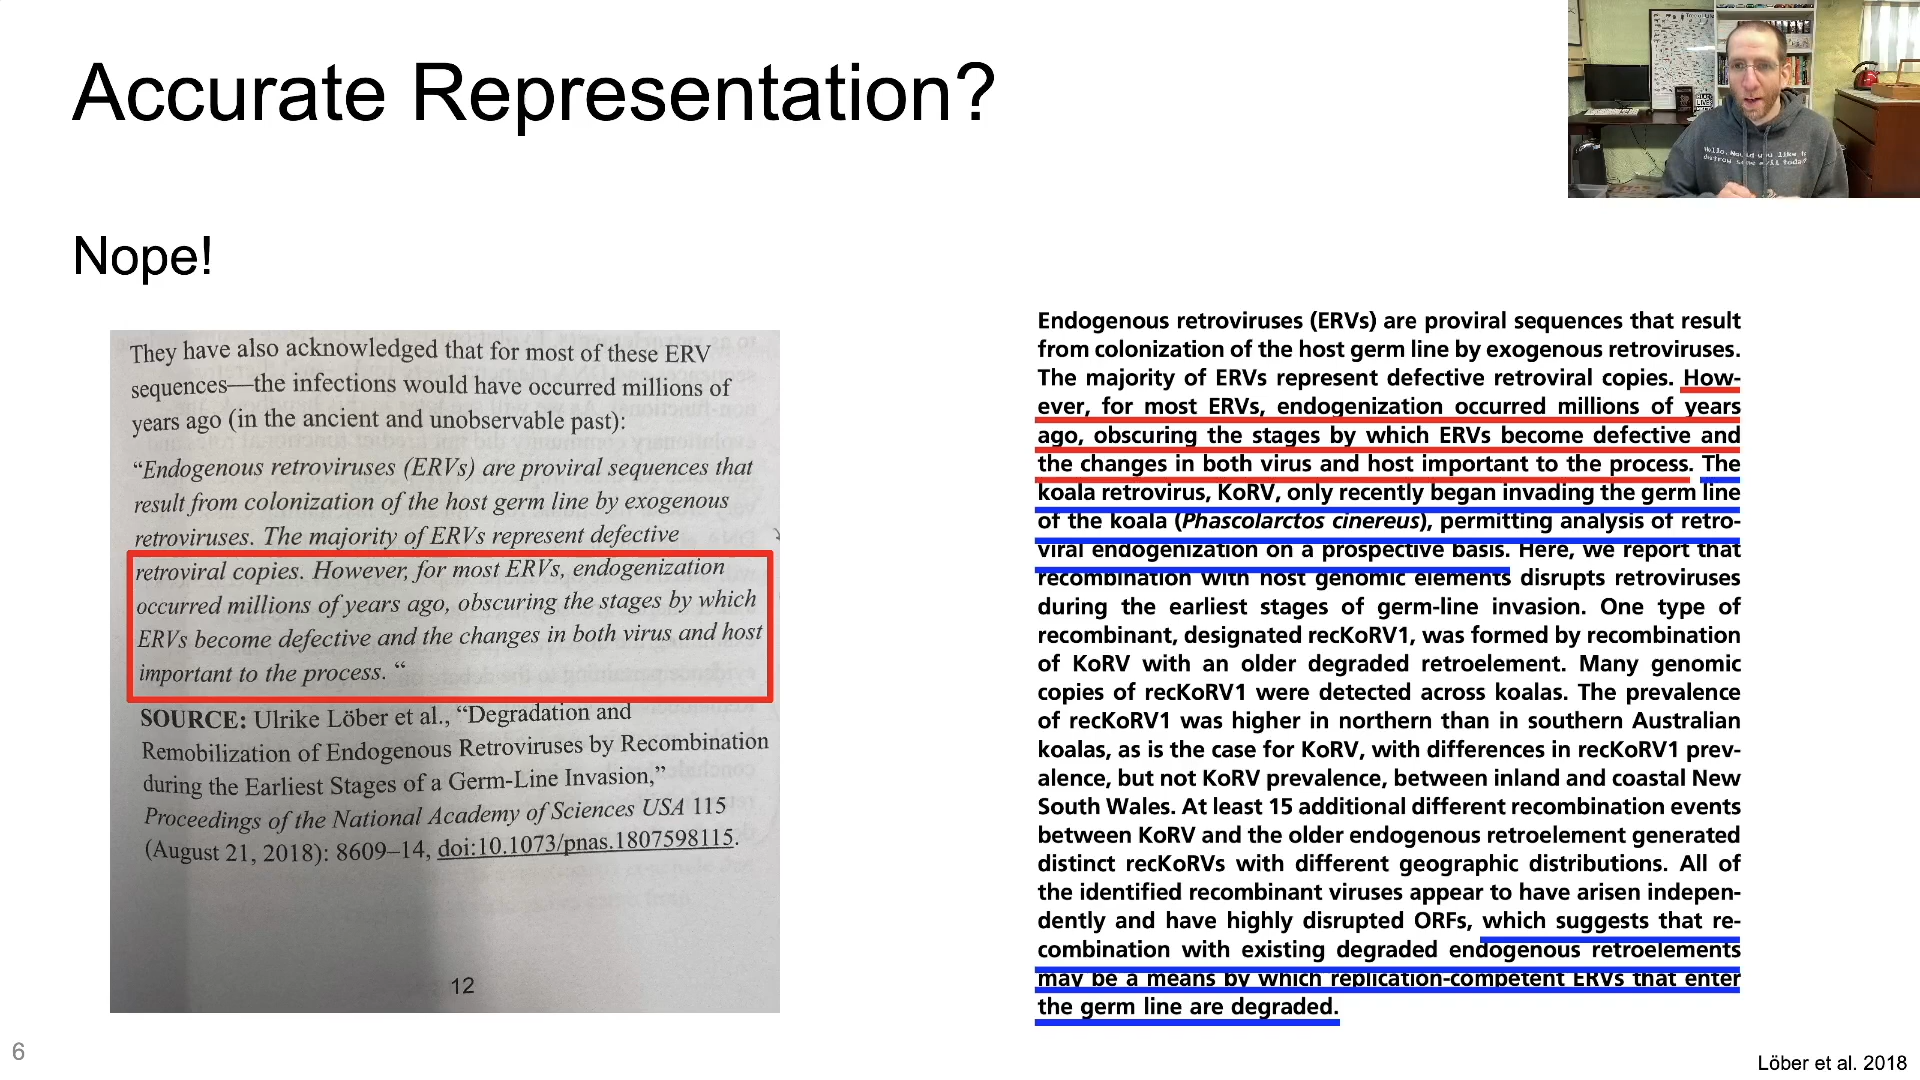 Accurate Representation?
Hello. Would you like to
destroy some evil today?
Nope!
They have also acknowledged that for most of these ERV
sequences—the infections would have occurred millions of
years ago (in the ancient and unobservable past):
“Endogenous retroviruses (ERVs) are proviral sequences that
result from colonization of the host germ line by exogenous
retroviruses. The majority of ERVs represent defective
retroviral copies. However, for most ERVs, endogenization
occurred millions of years ago, obscuring the stages by which
ERVs become defective and the changes in both virus and host
important to the process. “
SOURCE: Ulrike Löber et al., “Degradation and
Remobilization of Endogenous Retroviruses by Recombination
during the Earliest Stages of a Germ-Line Invasion,”
Proceedings of the National Academy of Sciences USA 115
(August 21, 2018): 8609–14, doi:10.1073/pnas.1807598115.
12
Endogenous retroviruses (ERVs) are proviral sequences that result
from colonization of the host germ line by exogenous retroviruses.
The majority of ERVs represent defective retroviral copies. How-
ever, for most ERVs, endogenization occurred millions of years
ago, obscuring the stages by which ERVs become defective and
the changes in both virus and host important to the process. The
koala retrovirus, KoRV, only recently began invading the germ line
of the koala (Phascolarctos cinereus), permitting analysis of retro-
viral endogenization on a prospective basis. Here, we report that
recombination with host genomic elements disrupts retroviruses
during the earliest stages of germ-line invasion. One type of
recombinant, designated recKoRV1, was formed by recombination
of KoRV with an older degraded retroelement. Many genomic
copies of recKoRV1 were detected across koalas. The prevalence
of recKoRV1 was higher in northern than in southern Australian
koalas, as is the case for KoRV, with differences in recKoRV1 prev-
alence, but not KoRV prevalence, between inland and coastal New
South Wales. At least 15 additional different recombination events
between KoRV and the older endogenous retroelement generated
distinct recKoRVs with different geographic distributions. All of
the identified recombinant viruses appear to have arisen indepen-
dently and have highly disrupted ORFs, which suggests that re-
combination with existing degraded endogenous retroelements
may be a means by which replication-competent ERVs that enter
the germ line are degraded.
6
Löber et al. 2018